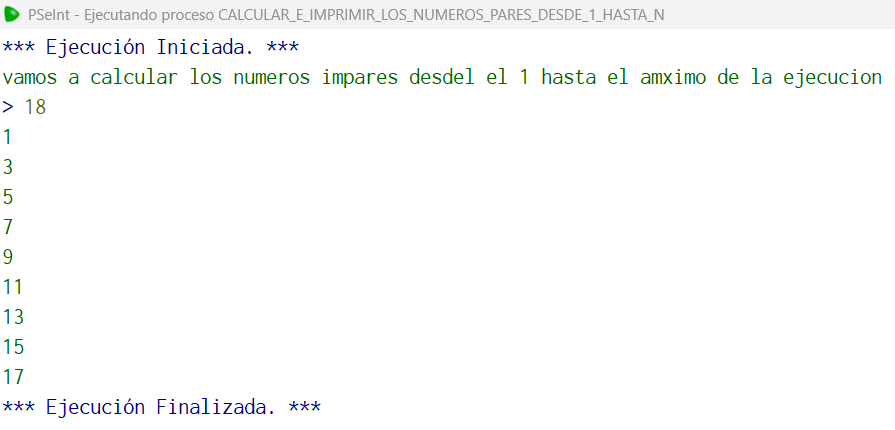 PSeInt - Ejecutando proceso CALCULAR_E_IMPRIMIR_LOS_NUMEROS_PARES_DESDE_1_HASTA_N
*** Ejecución Iniciada. ***
vamos a calcular los numeros impares desdel el 1 hasta el amximo de la ejecucion
> 18
1
3
5
7
9
11
13
15
17
*** Ejecución Finalizada. ***